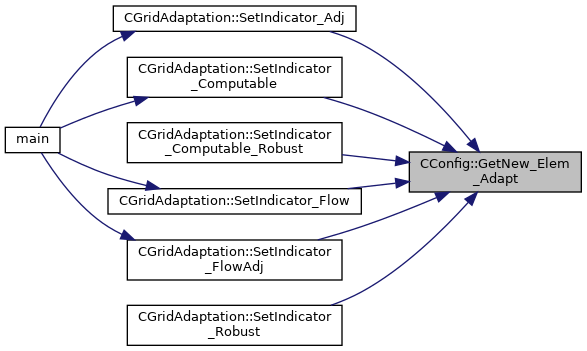 CGridAdaptation::SetIndicator_Adj
CGridAdaptation::SetIndicator
_Computable
main
CGridAdaptation::SetIndicator
_Computable_Robust
CConfig::GetNew_Elem
_Adapt
CGridAdaptation::SetIndicator_Flow
CGridAdaptation::SetIndicator
_FlowAdj
CGridAdaptation::SetIndicator
_Robust